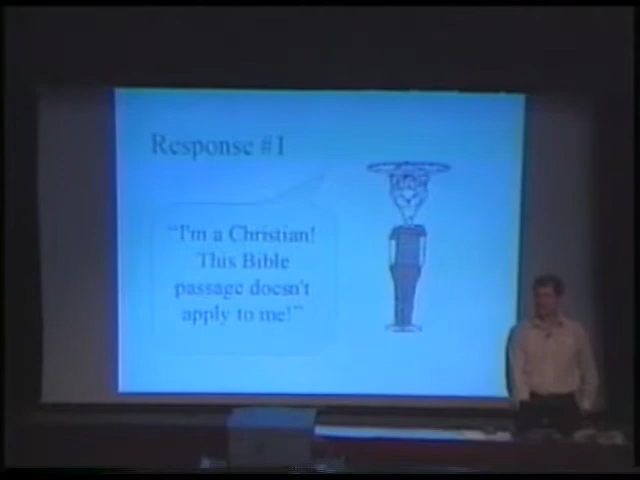 Response #1
“I'm a Christian!
This Bible
passage doesn't
apply to me!”